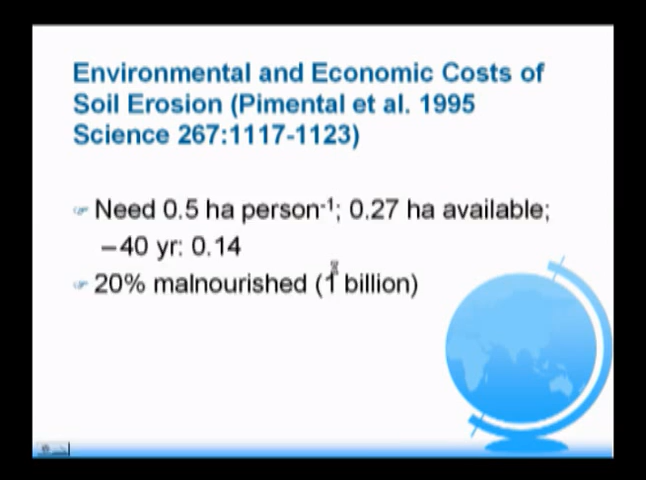 Environmental and Economic Costs of
Soil Erosion (Pimental et al. 1995
Science 267:1117-1123)
Need 0.5 ha person⁻¹; 0.27 ha available;
–40 yr: 0.14
20% malnourished (1 billion)